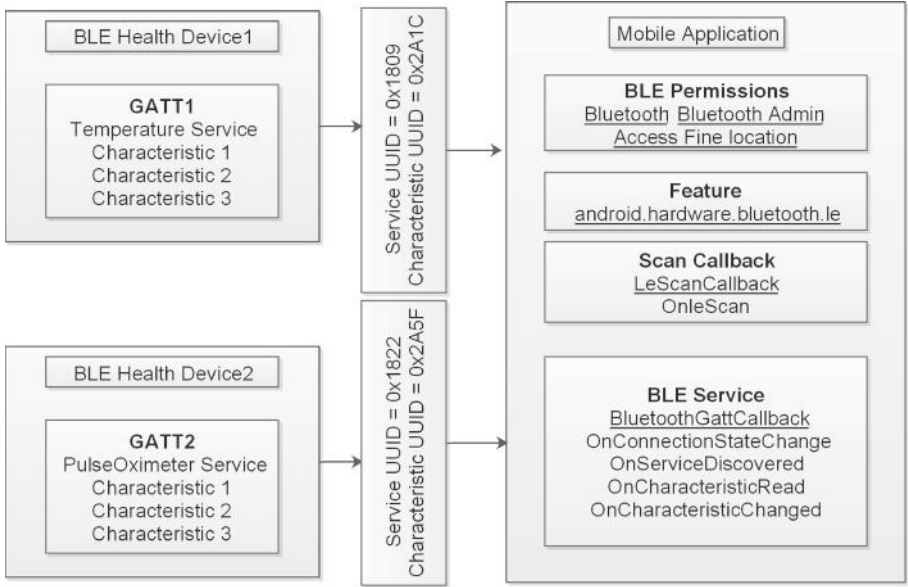 BLE Health Device1
GATT1
Temperature Service
Characteristic 1
Characteristic 2
Characteristic 3
Service UUID = 0x1809
Characteristic UUID = 0x2A1C
BLE Health Device2
GATT2
PulseOximeter Service
Characteristic 1
Characteristic 2
Characteristic 3
Service UUID = 0x1822
Characteristic UUID = 0x2A5F
Mobile Application
BLE Permissions
Bluetooth Bluetooth Admin
Access Fine location
Feature
android.hardware.bluetooth.le
Scan Callback
LeScanCallback
OnleScan
BLE Service
BluetoothGattCallback
OnConnectionStateChange
OnServiceDiscovered
OnCharacteristicRead
OnCharacteristicChanged